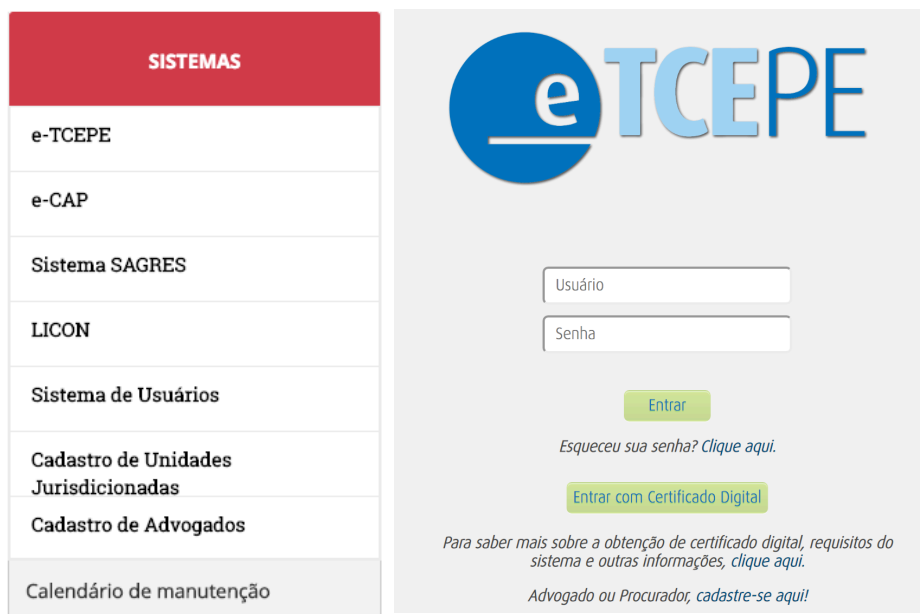 SISTEMAS
e-TCEPE
e-CAP
Sistema SAGRES
LICON
Sistema de Usuários
Cadastro de Unidades
Jurisdicionadas
Cadastro de Advogados
Calendário de manutenção
eTCEPE
Usuário
Senha
Entrar
Esqueceu sua senha? Clique aqui.
Entrar com Certificado Digital
Para saber mais sobre a obtenção de certificado digital, requisitos do
sistema e outras informações, clique aqui.
Advogado ou Procurador, cadastre-se aqui!